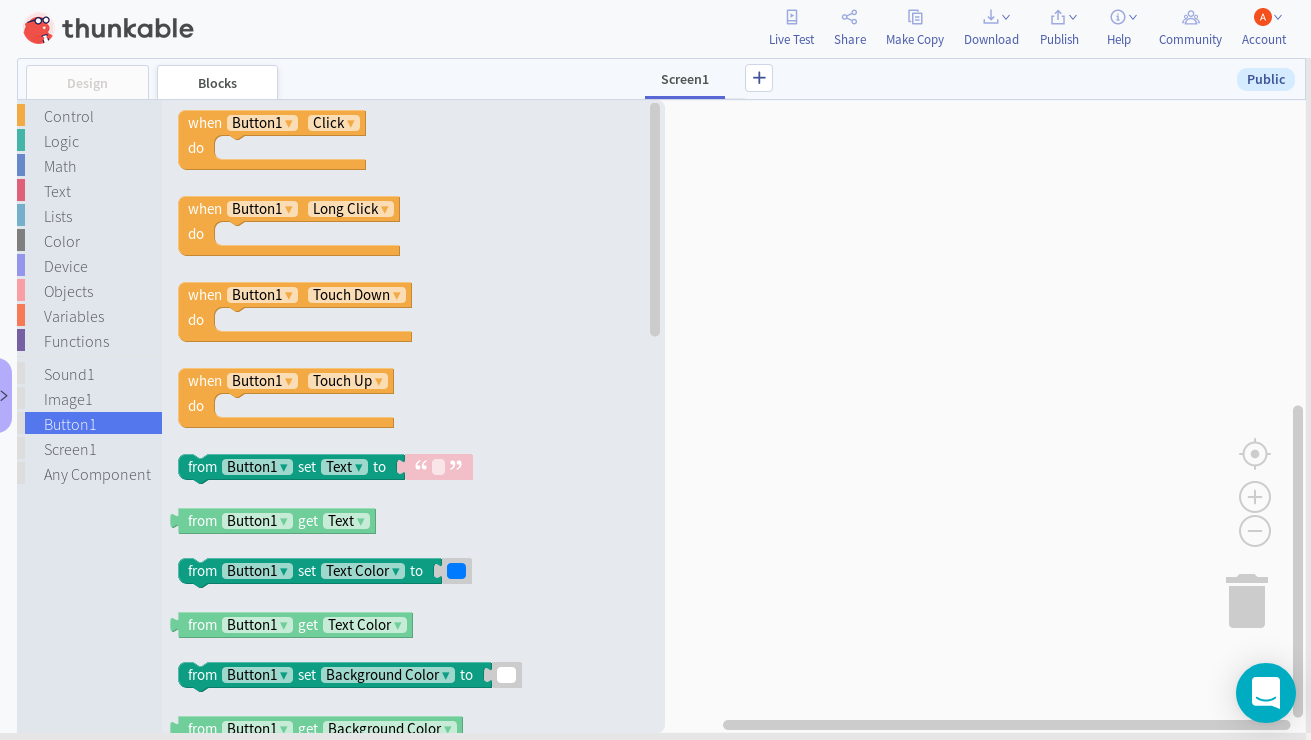 thunkable
Live Test
Share
Make Copy
Download
Publish
Help
Community
A
Account
Design
Blocks
Screen1
+
Public
Control
Logic
Math
Text
Lists
Color
Device
Objects
Variables
Functions
Sound1
Image1
Button1
Screen1
Any Component
when Button1 Click
do
when Button1 Long Click
do
when Button1 Touch Down
do
when Button1 Touch Up
do
from Button1 set Text to “ ”
from Button1 get Text
from Button1 set Text Color to
from Button1 get Text Color
from Button1 set Background Color to
from Button1 get Background Color